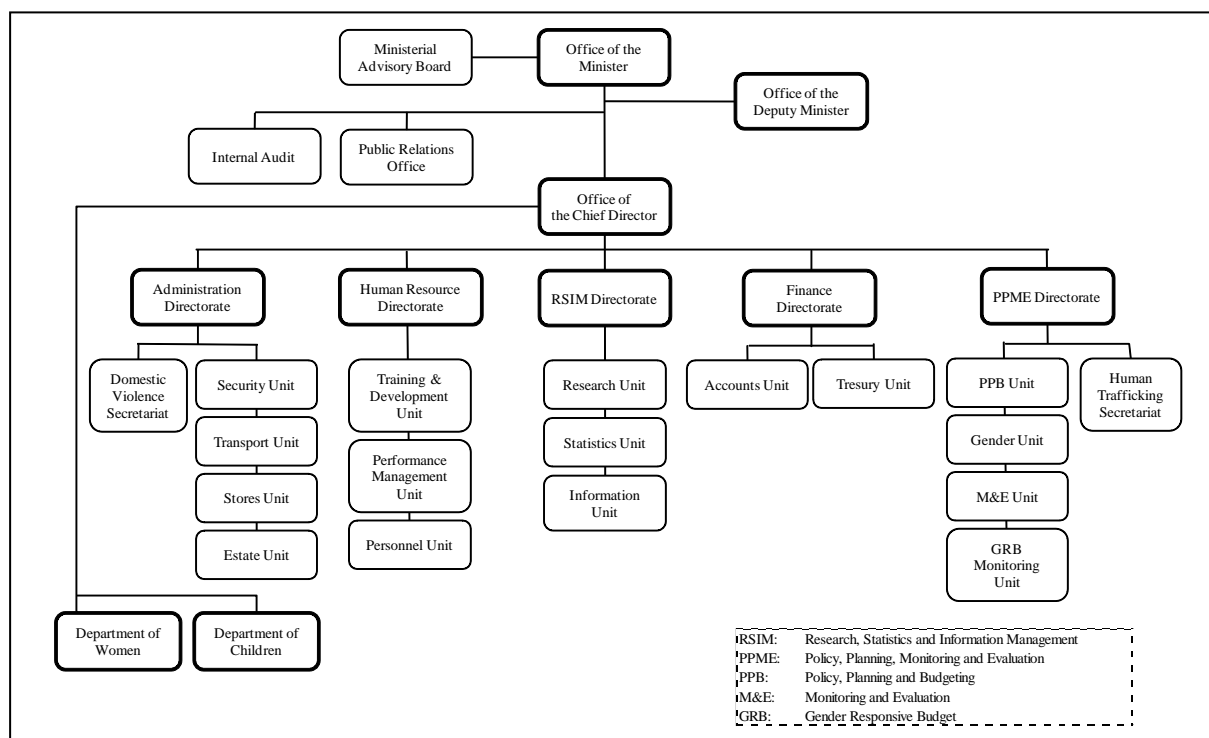 Ministerial
Advisory Board
Office of the
Minister
Office of the
Deputy Minister
Internal Audit
Public Relations
Office
Office of
the Chief Director
Administration
Directorate
Human Resource
Directorate
RSIM Directorate
Finance
Directorate
PPME Directorate
Domestic
Violence
Secretariat
Security Unit
Transport Unit
Stores Unit
Estate Unit
Training &
Development
Unit
Performance
Management
Unit
Personnel Unit
Research Unit
Statistics Unit
Information
Unit
Accounts Unit
Tresury Unit
PPB Unit
Gender Unit
M&E Unit
GRB
Monitoring
Unit
Human
Trafficking
Secretariat
Department of
Women
Department of
Children
RSIM: Research, Statistics and Information Management
PPME: Policy, Planning, Monitoring and Evaluation
PPB: Policy, Planning and Budgeting
M&E: Monitoring and Evaluation
GRB: Gender Responsive Budget